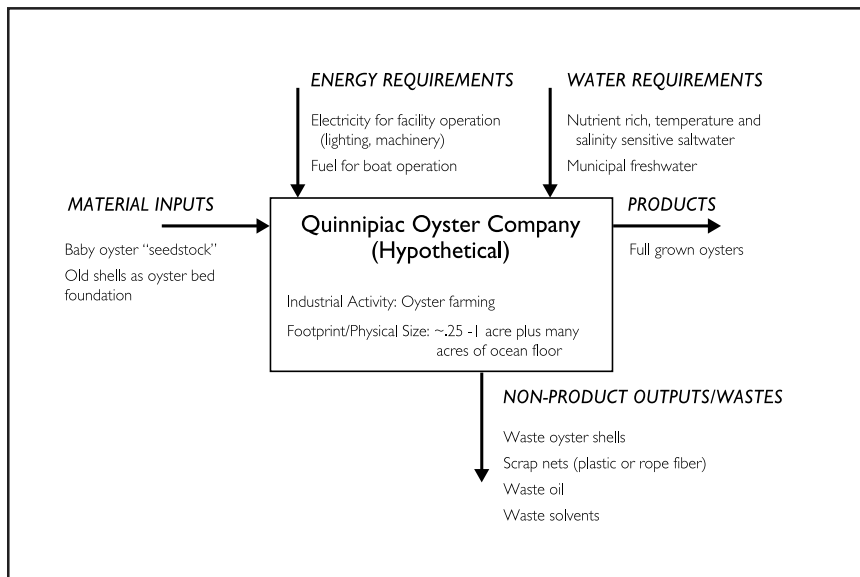 ENERGY REQUIREMENTS
Electricity for facility operation
(lighting, machinery)
Fuel for boat operation
WATER REQUIREMENTS
Nutrient rich, temperature and
salinity sensitive saltwater
Municipal freshwater
MATERIAL INPUTS
Baby oyster “seedstock”
Old shells as oyster bed
foundation
Quinnipiac Oyster Company
(Hypothetical)
Industrial Activity: Oyster farming
Footprint/Physical Size: ~.25 -1 acre plus many
acres of ocean floor
PRODUCTS
Full grown oysters
NON-PRODUCT OUTPUTS/WASTES
Waste oyster shells
Scrap nets (plastic or rope fiber)
Waste oil
Waste solvents